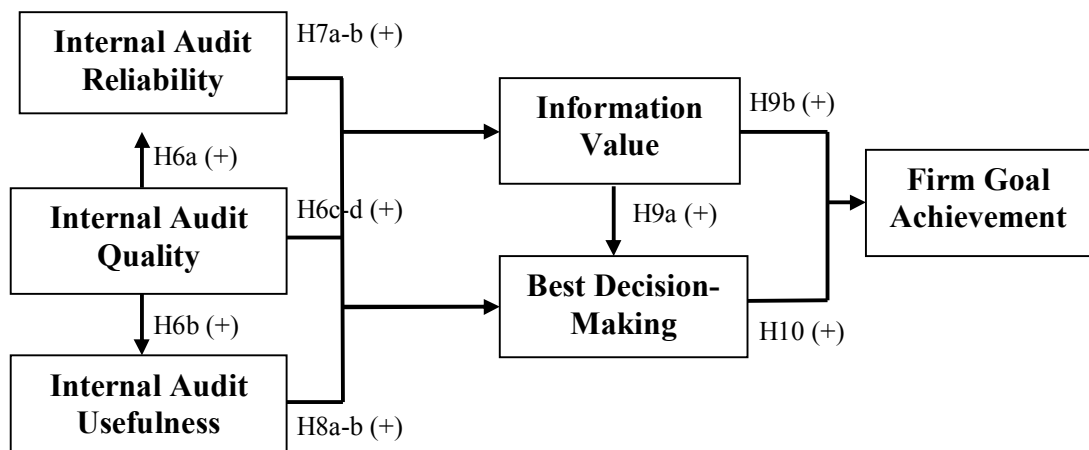 H7a-b (+)
Internal Audit
Reliability
Information
Value
H9b (+)
H6a (+)
Firm Goal
Achievement
Internal Audit
Quality
H6c-d (+)
H9a (+)
Best Decision-
Making
H6b (+)
H10 (+)
Internal Audit
Usefulness
H8a-b (+)